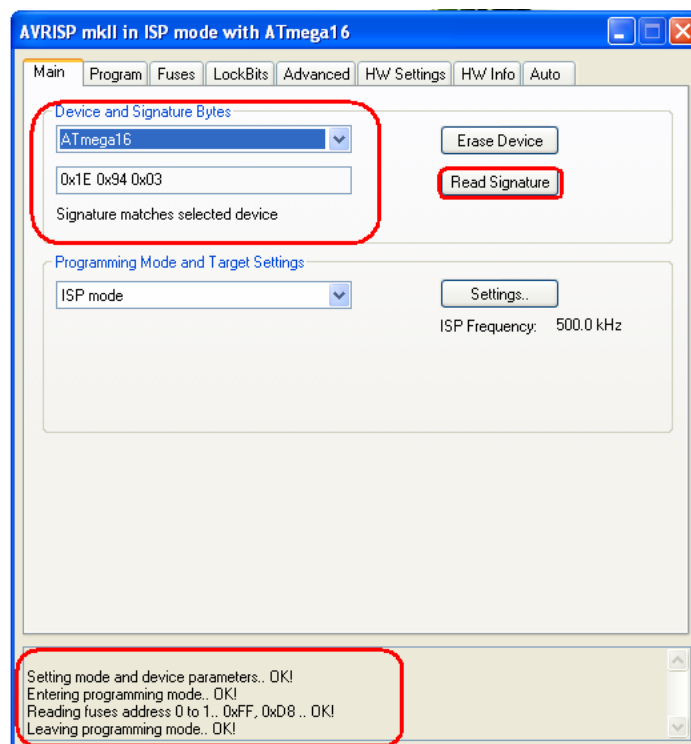 AVRISP mkII in ISP mode with ATmega16
Main Program Fuses LockBits Advanced HW Settings HW Info Auto
Device and Signature Bytes
ATmega16
Erase Device
0x1E 0x94 0x03
Read Signature
Signature matches selected device
Programming Mode and Target Settings
ISP mode
Settings..
ISP Frequency: 500.0 kHz
Setting mode and device parameters.. OK!
Entering programming mode.. OK!
Reading fuses address 0 to 1.. 0xFF, 0xD8 .. OK!
Leaving programming mode.. OK!